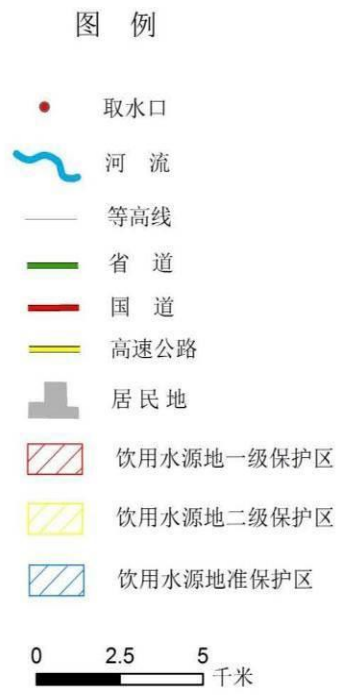 图 例
取水口
河 流
等高线
省 道
国 道
高速公路
居民地
饮用水源地一级保护区
饮用水源地二级保护区
饮用水源地准保护区
0 2.5 5
千米